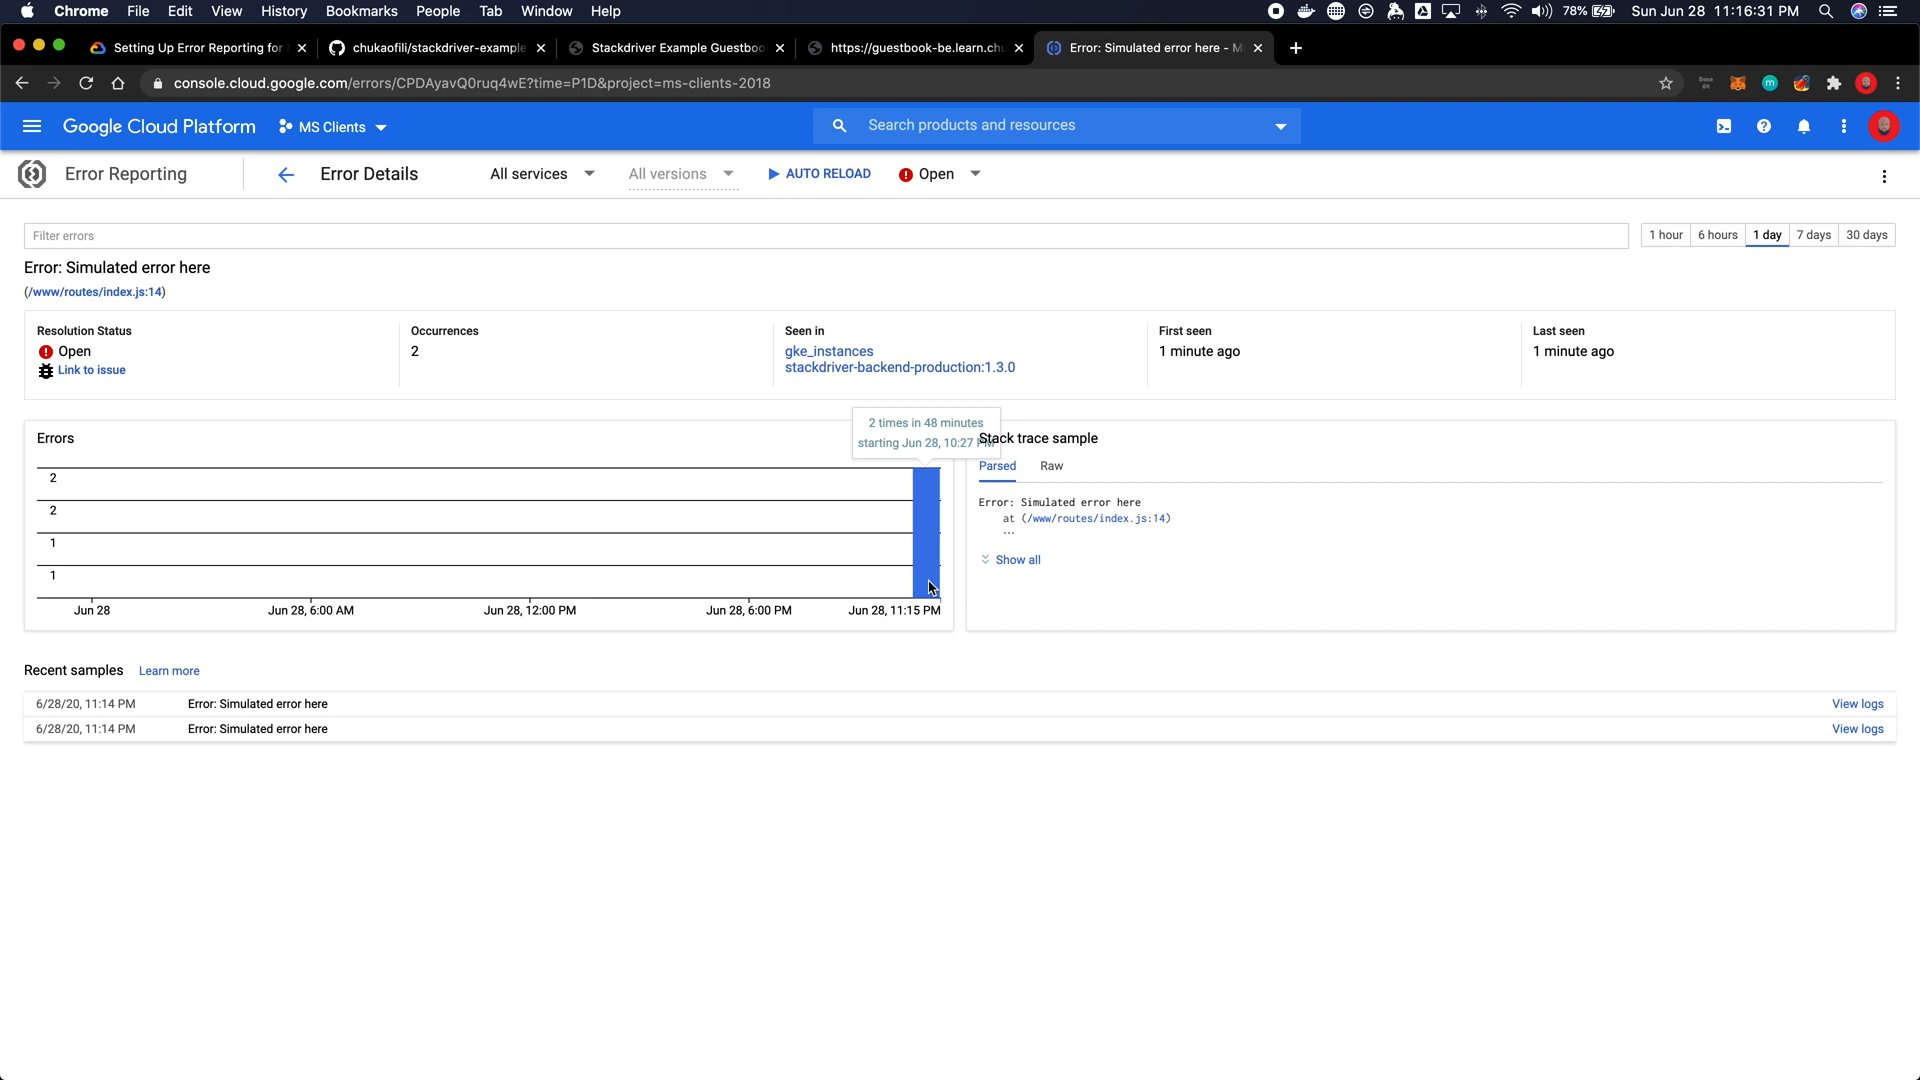 Chrome File Edit View History Bookmarks People Tab Window Help 78% Sun Jun 28 11:16:31 PM
Setting Up Error Reporting for
chukaofili/stackdriver-example
Stackdriver Example Guestboo
https://guestbook-be.learn.ch
Error: Simulated error here - M
console.cloud.google.com/errors/CPDAyavQ0ruq4wE?time=P1D&project=ms-clients-2018
Google Cloud Platform MS Clients Search products and resources
Error Reporting Error Details All services All versions AUTO RELOAD Open
Filter errors 1 hour 6 hours 1 day 7 days 30 days
Error: Simulated error here
(/www/routes/index.js:14)
Resolution Status
Open
Link to issue
Occurrences
2
Seen in
gke_instances
stackdriver-backend-production:1.3.0
First seen
1 minute ago
Last seen
1 minute ago
Errors
2 times in 48 minutes
starting Jun 28, 10:27 PM
2
2
1
1
Jun 28 Jun 28, 6:00 AM Jun 28, 12:00 PM Jun 28, 6:00 PM Jun 28, 11:15 PM
Stack trace sample
Parsed Raw
Error: Simulated error here
at (/www/routes/index.js:14)
...
Show all
Recent samples Learn more
6/28/20, 11:14 PM Error: Simulated error here View logs
6/28/20, 11:14 PM Error: Simulated error here View logs